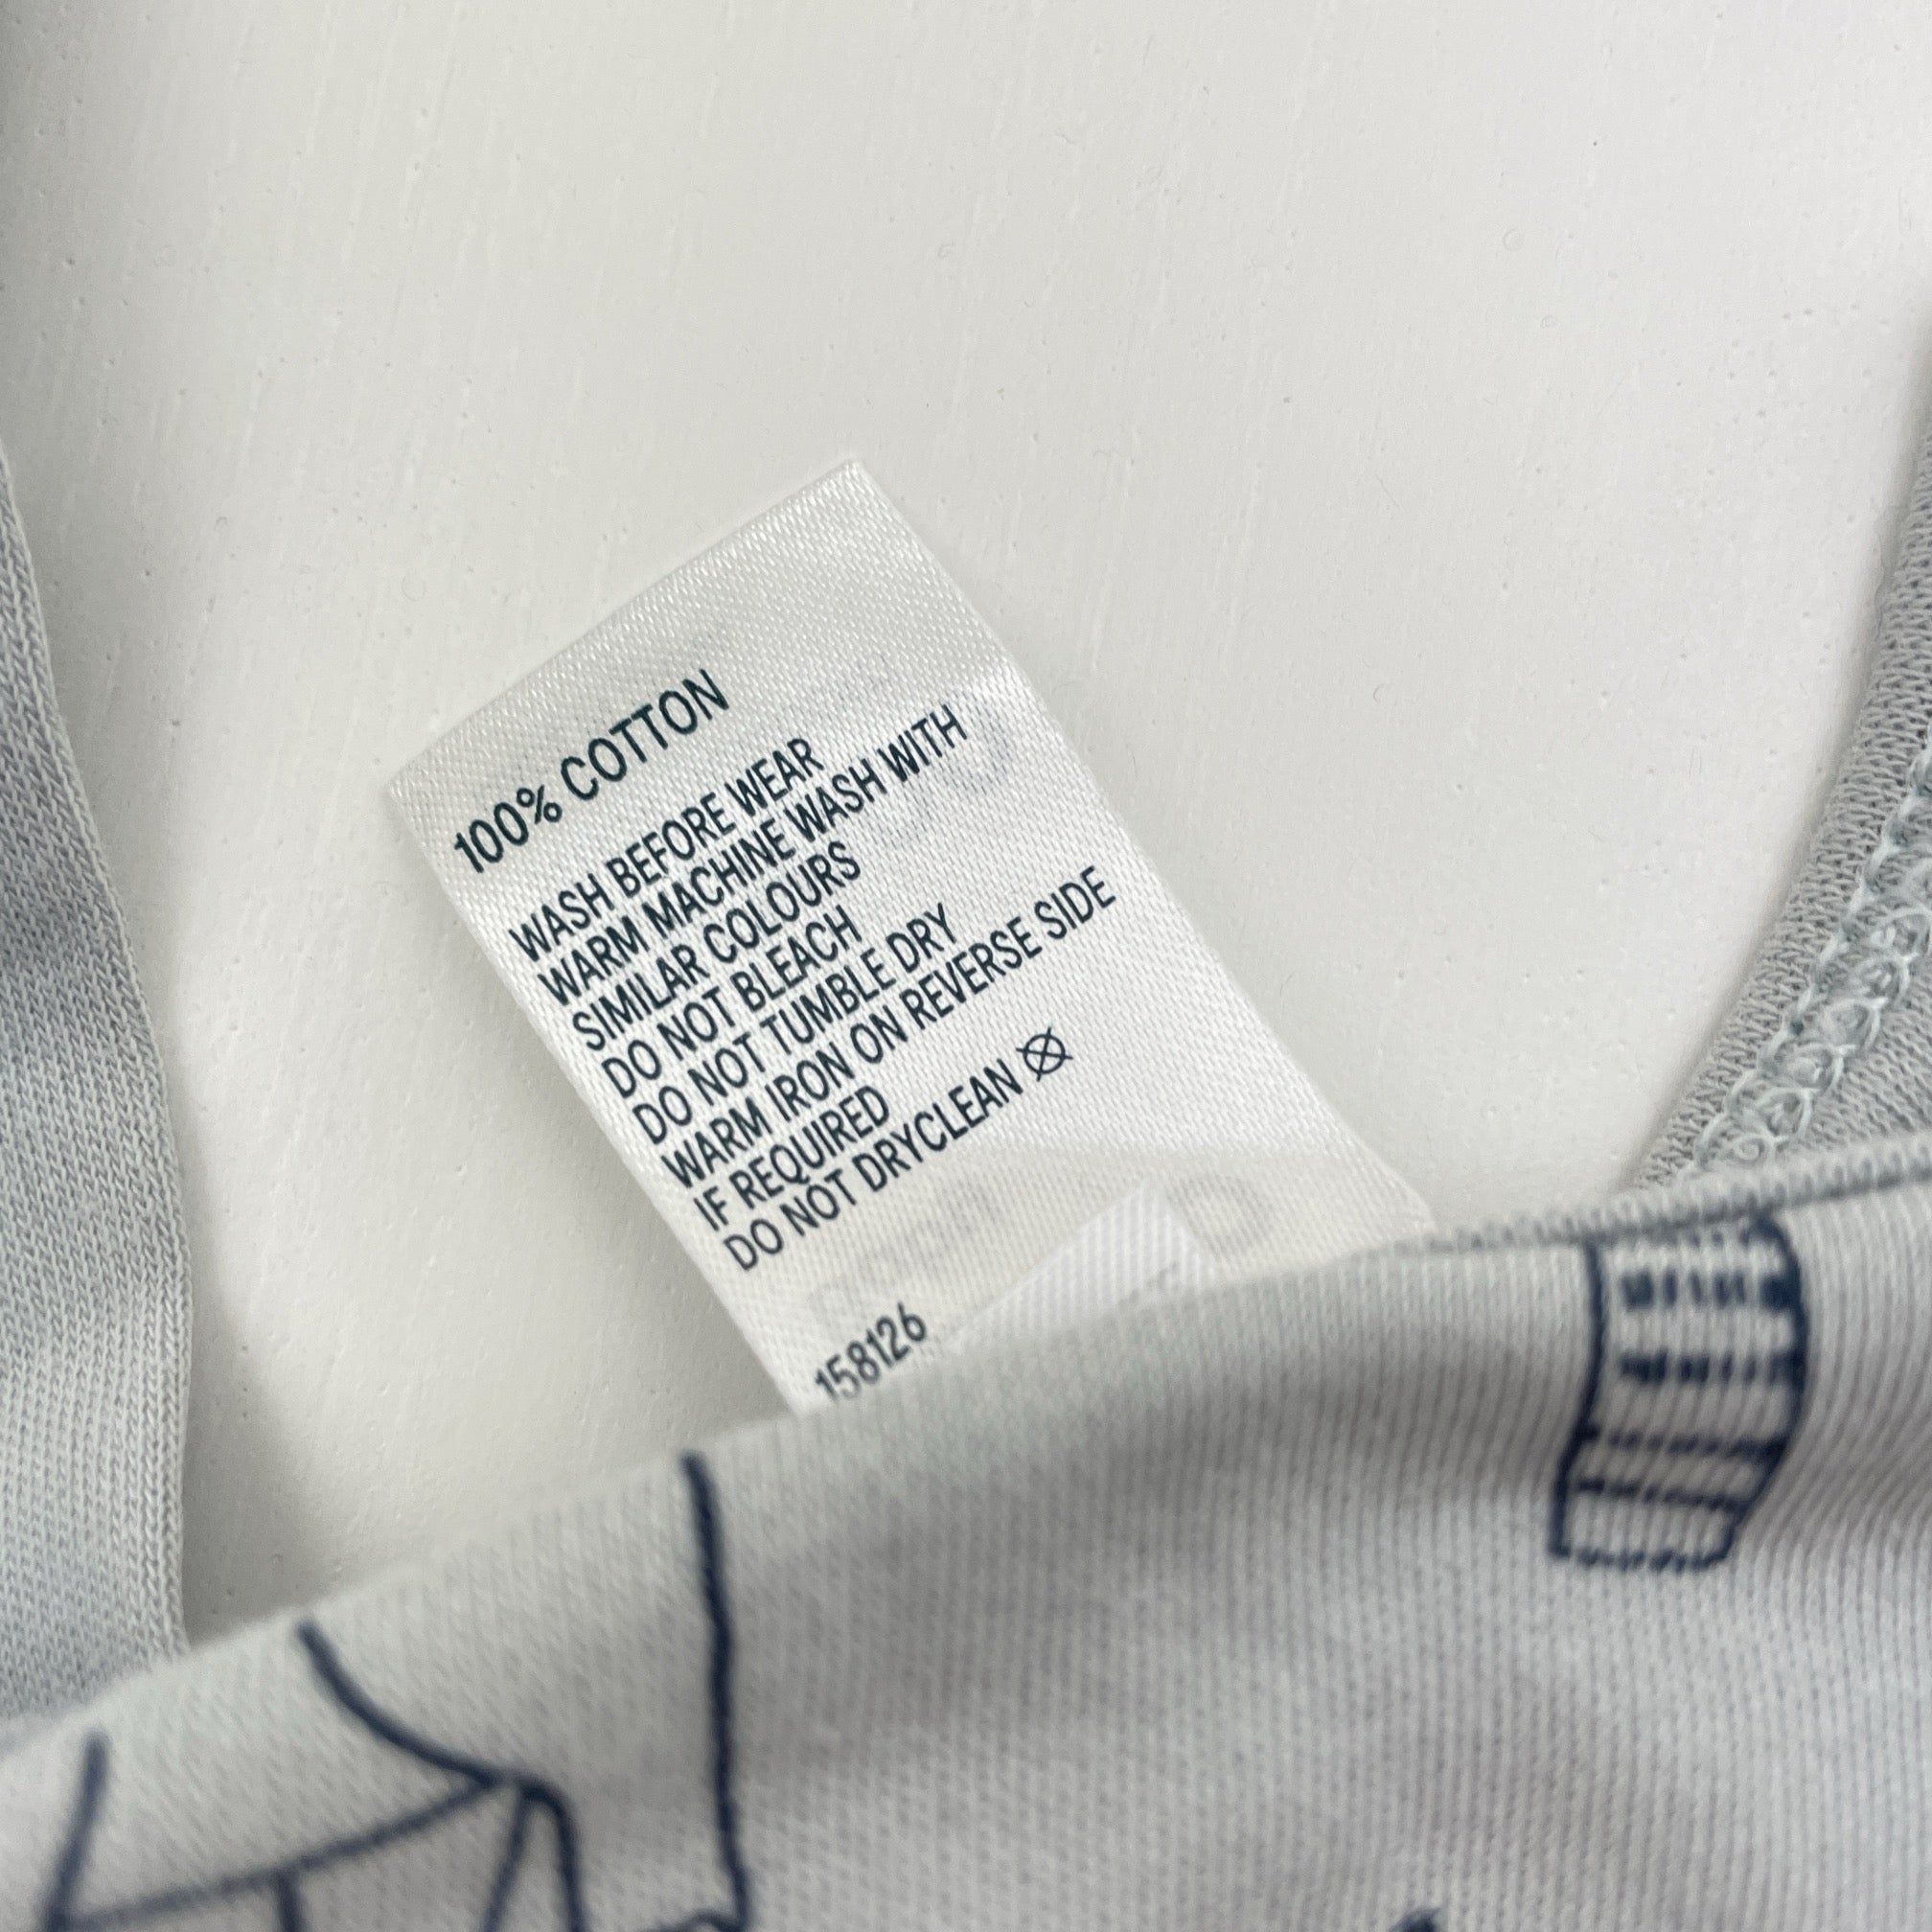 100% COTTON
WASH BEFORE WEAR
WARM MACHINE WASH WITH
SIMILAR COLOURS
DO NOT BLEACH
DO NOT TUMBLE DRY
WARM IRON ON REVERSE SIDE
IF REQUIRED
DO NOT DRYCLEAN
158126